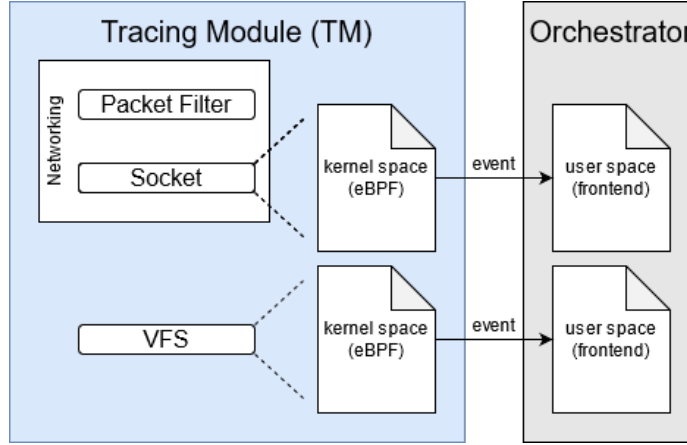 Tracing Module (TM)
Orchestrator
Networking
Packet Filter
Socket
kernel space
(eBPF)
event
user space
(frontend)
VFS
kernel space
(eBPF)
event
user space
(frontend)